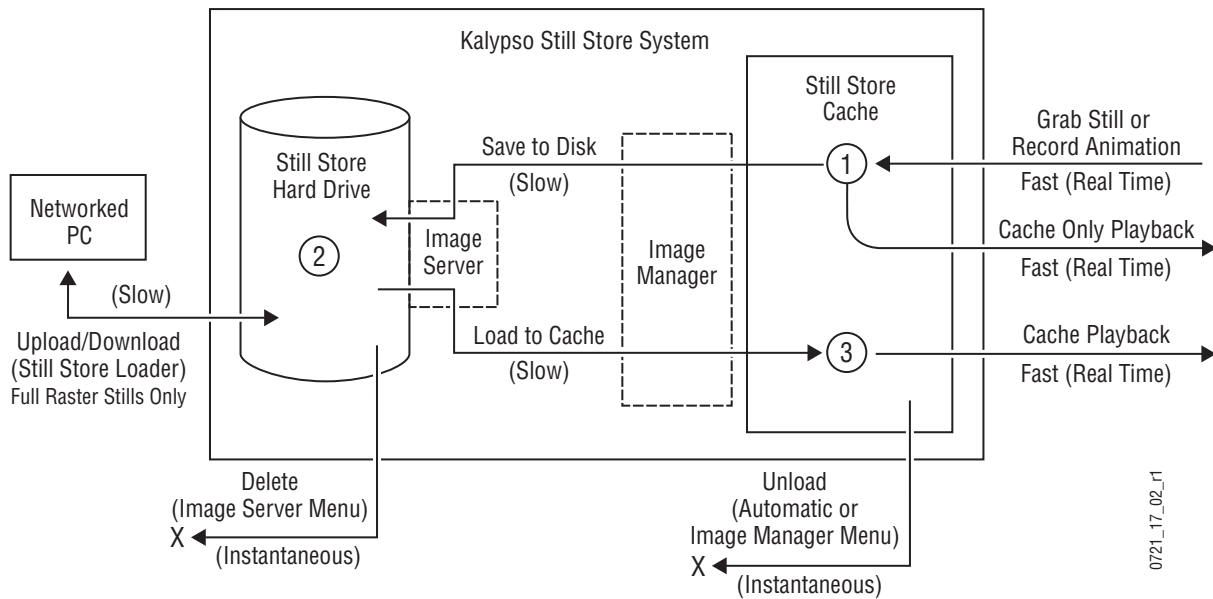 Kalypso Still Store System
Networked
PC
(Slow)
Upload/Download
(Still Store Loader)
Full Raster Stills Only
Still Store
Hard Drive
2
Image
Server
Save to Disk
(Slow)
Load to Cache
(Slow)
Image
Manager
Still Store
Cache
1
3
Grab Still or
Record Animation
Fast (Real Time)
Cache Only Playback
Fast (Real Time)
Cache Playback
Fast (Real Time)
Delete
(Image Server Menu)
X
(Instantaneous)
Unload
(Automatic or
Image Manager Menu)
X
(Instantaneous)
0721_17_02_r1